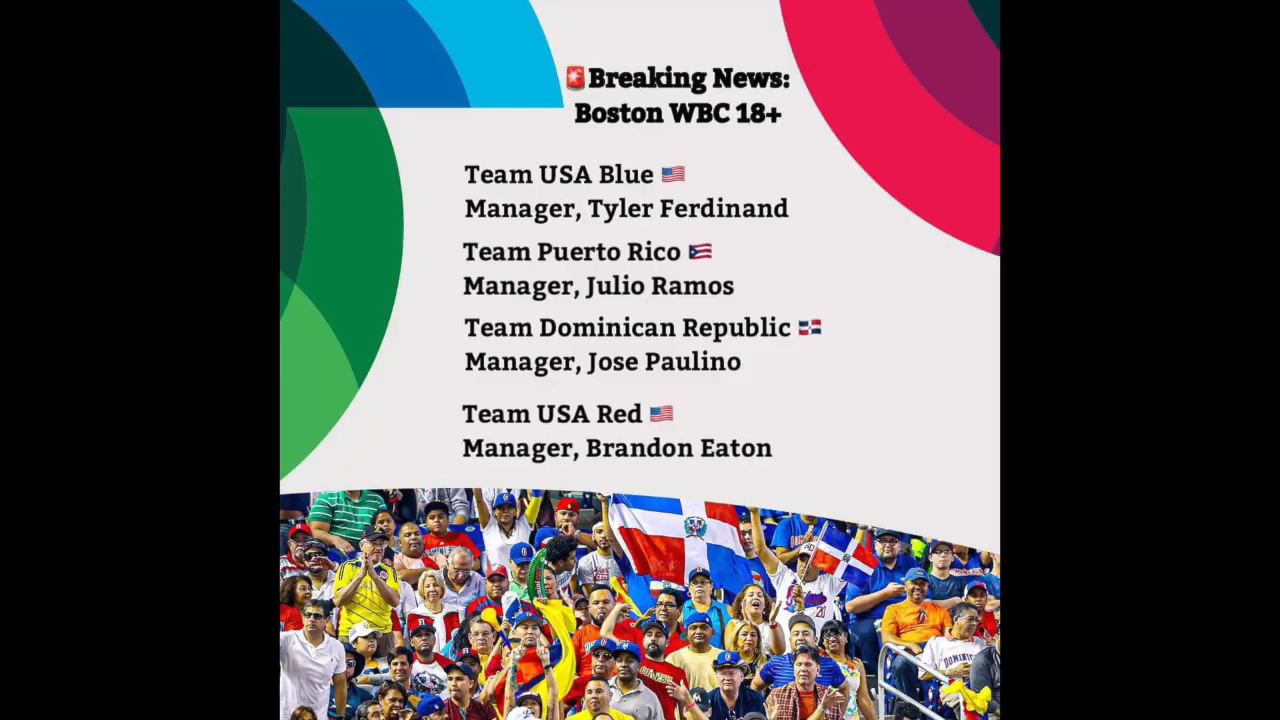 🚨Breaking News:
Boston WBC 18+
Team USA Blue 🇺🇸
Manager, Tyler Ferdinand
Team Puerto Rico 🇵🇷
Manager, Julio Ramos
Team Dominican Republic 🇩🇴
Manager, Jose Paulino
Team USA Red 🇺🇸
Manager, Brandon Eaton